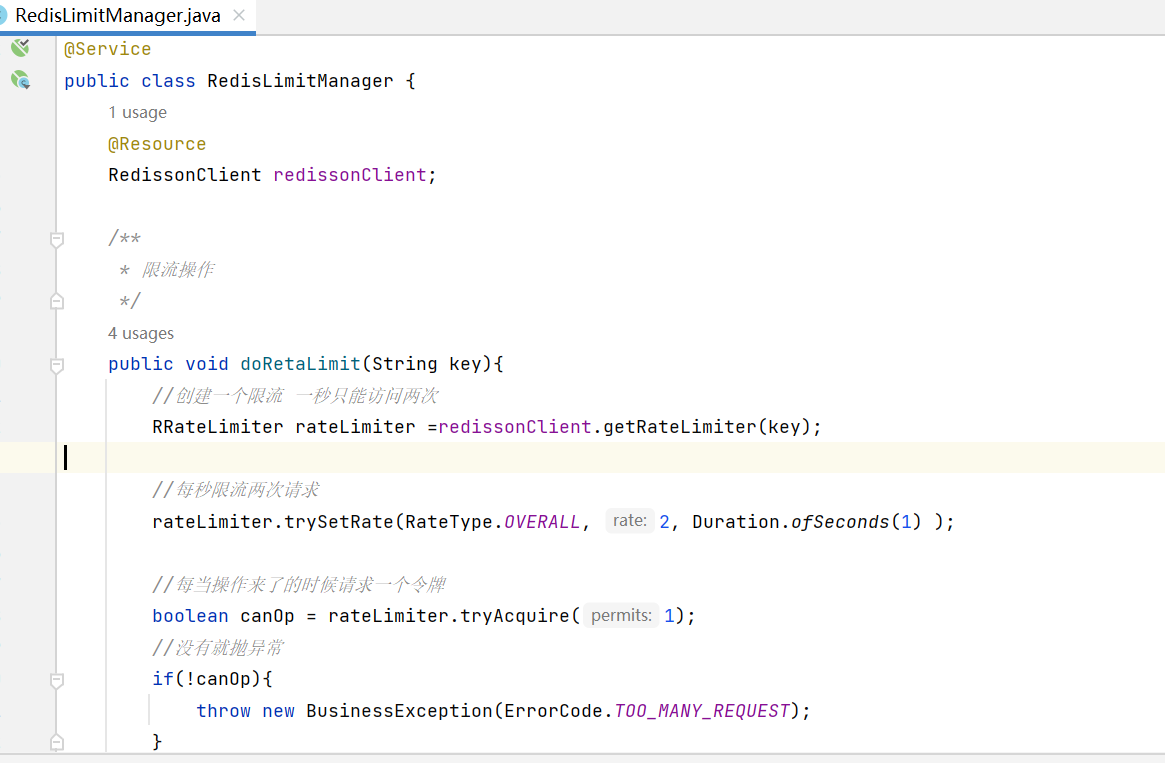 RedisLimitManager.java
@Service
public class RedisLimitManager {
1 usage
@Resource
RedissonClient redissonClient;
/**
* 限流操作
*/
4 usages
public void doRetaLimit(String key){
//创建一个限流 一秒只能访问两次
RRateLimiter rateLimiter =redissonClient.getRateLimiter(key);
//每秒限流两次请求
rateLimiter.trySetRate(RateType.OVERALL, rate: 2, Duration.ofSeconds(1) );
//每当操作来了的时候请求一个令牌
boolean canOp = rateLimiter.tryAcquire( permits: 1);
//没有就抛异常
if(!canOp){
throw new BusinessException(ErrorCode.TOO_MANY_REQUEST);
}